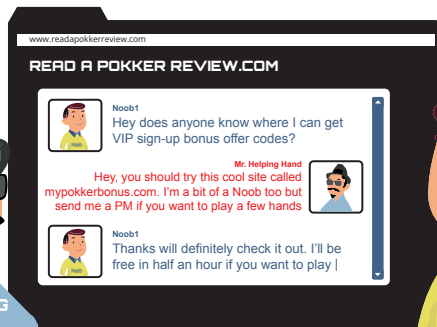 www.readapokkerreview.com
READ A POKKER REVIEW.COM
Noob1
Hey does anyone know where I can get
VIP sign-up bonus offer codes?
Mr. Helping Hand
Hey, you should try this cool site called
mypokkerbonus.com. I'm a bit of a Noob too but
send me a PM if you want to play a few hands
Noob1
Thanks will definitely check it out. I'll be
free in half an hour if you want to play |
Noob
Noob
G